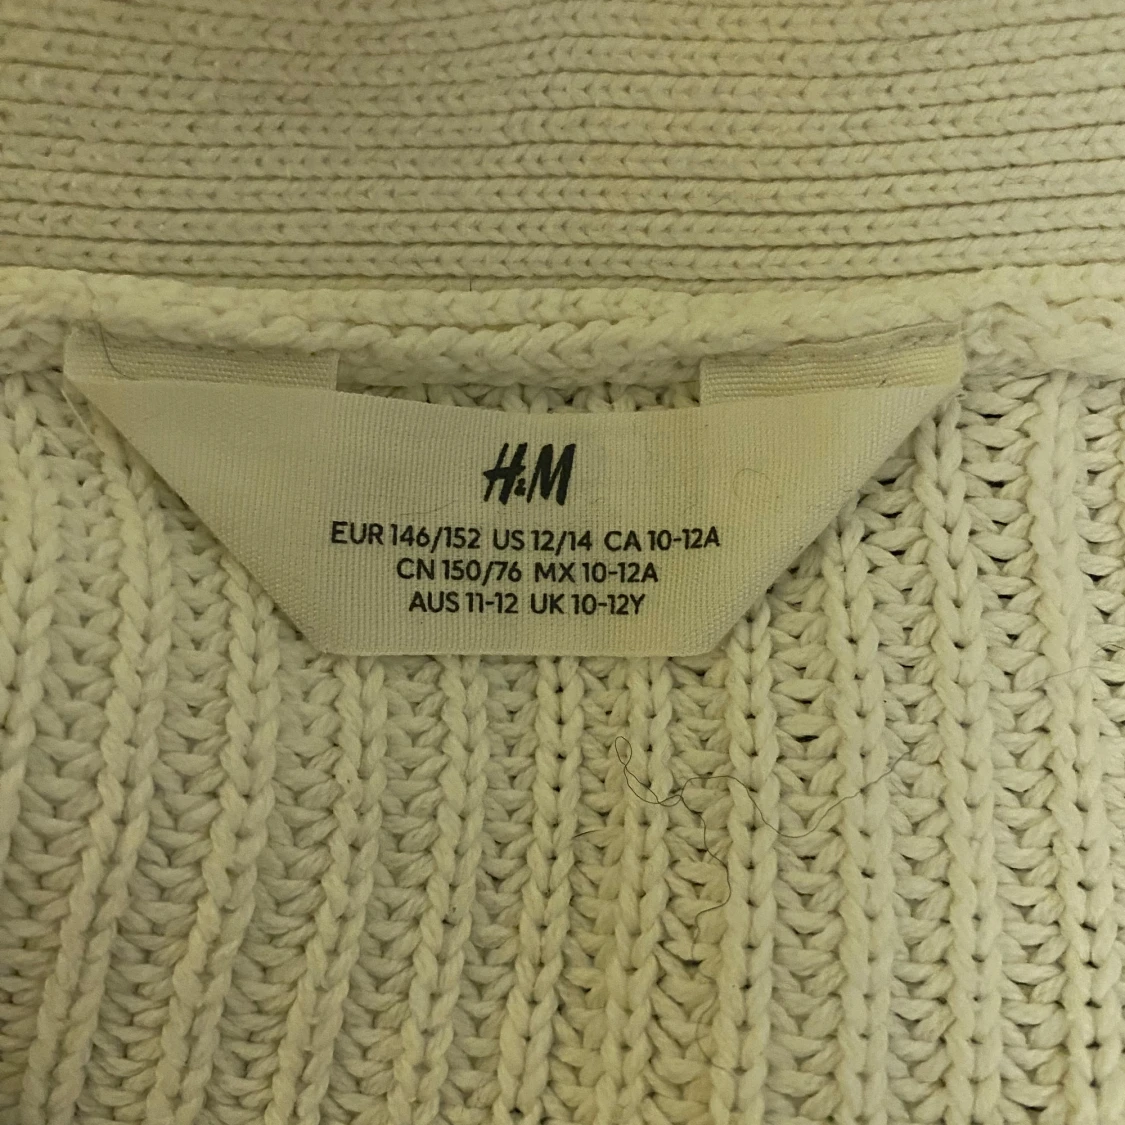 H&M
EUR 146/152 US 12/14 CA 10-12A
CN 150/76 MX 10-12A
AUS 11-12 UK 10-12Y